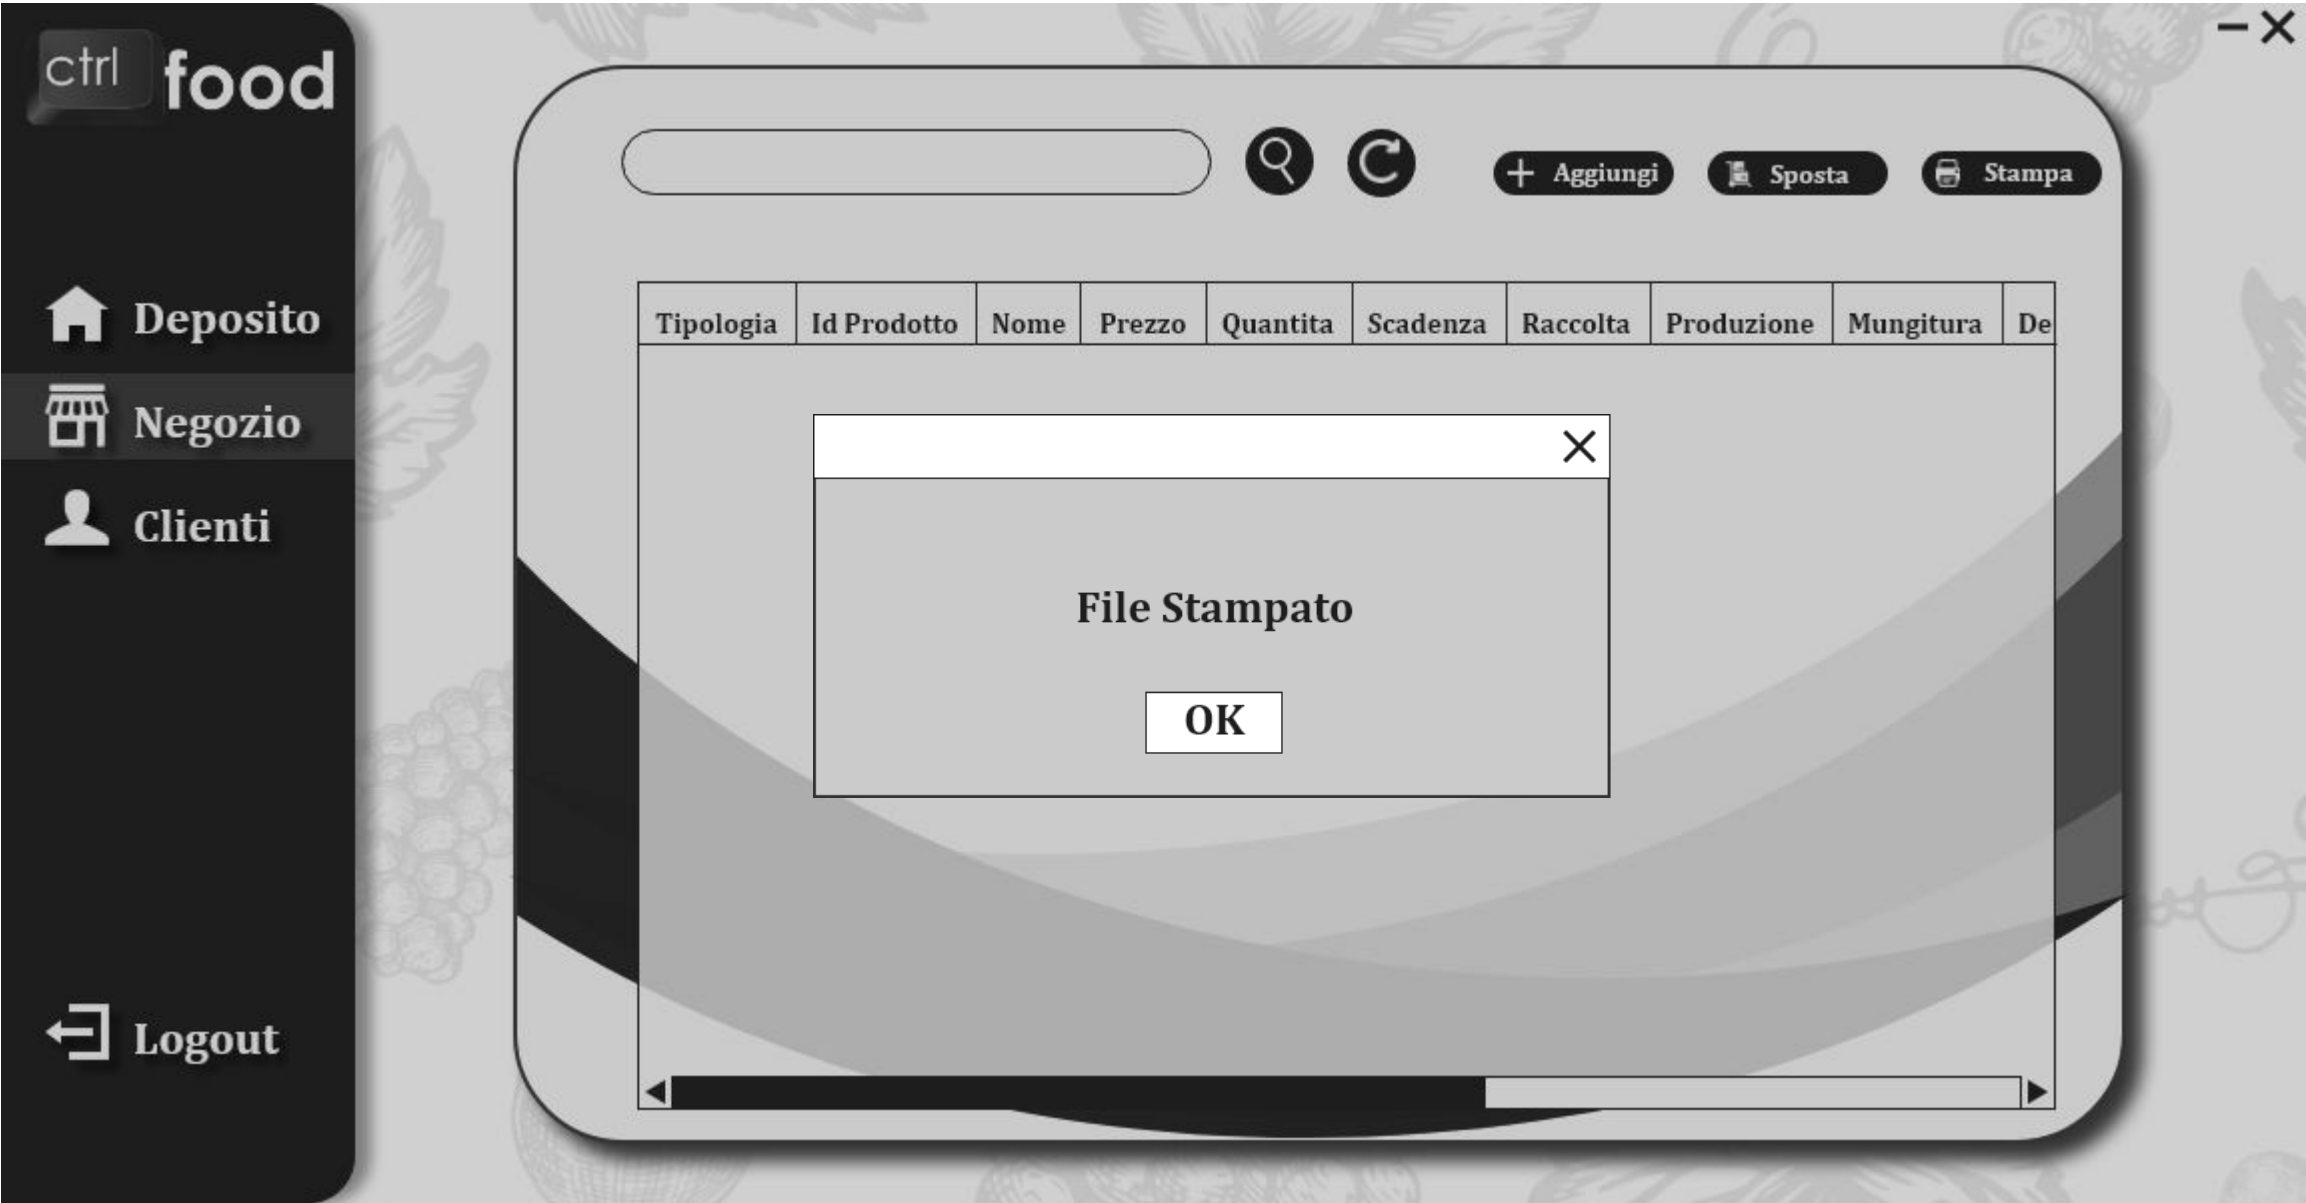 ctrl food
Aggiungi
Sposta
Stampa
Deposito
Negozio
Clienti
Logout
Tipologia Id Prodotto Nome Prezzo Quantita Scadenza Raccolta Produzione Mungitura De
File Stampato
OK